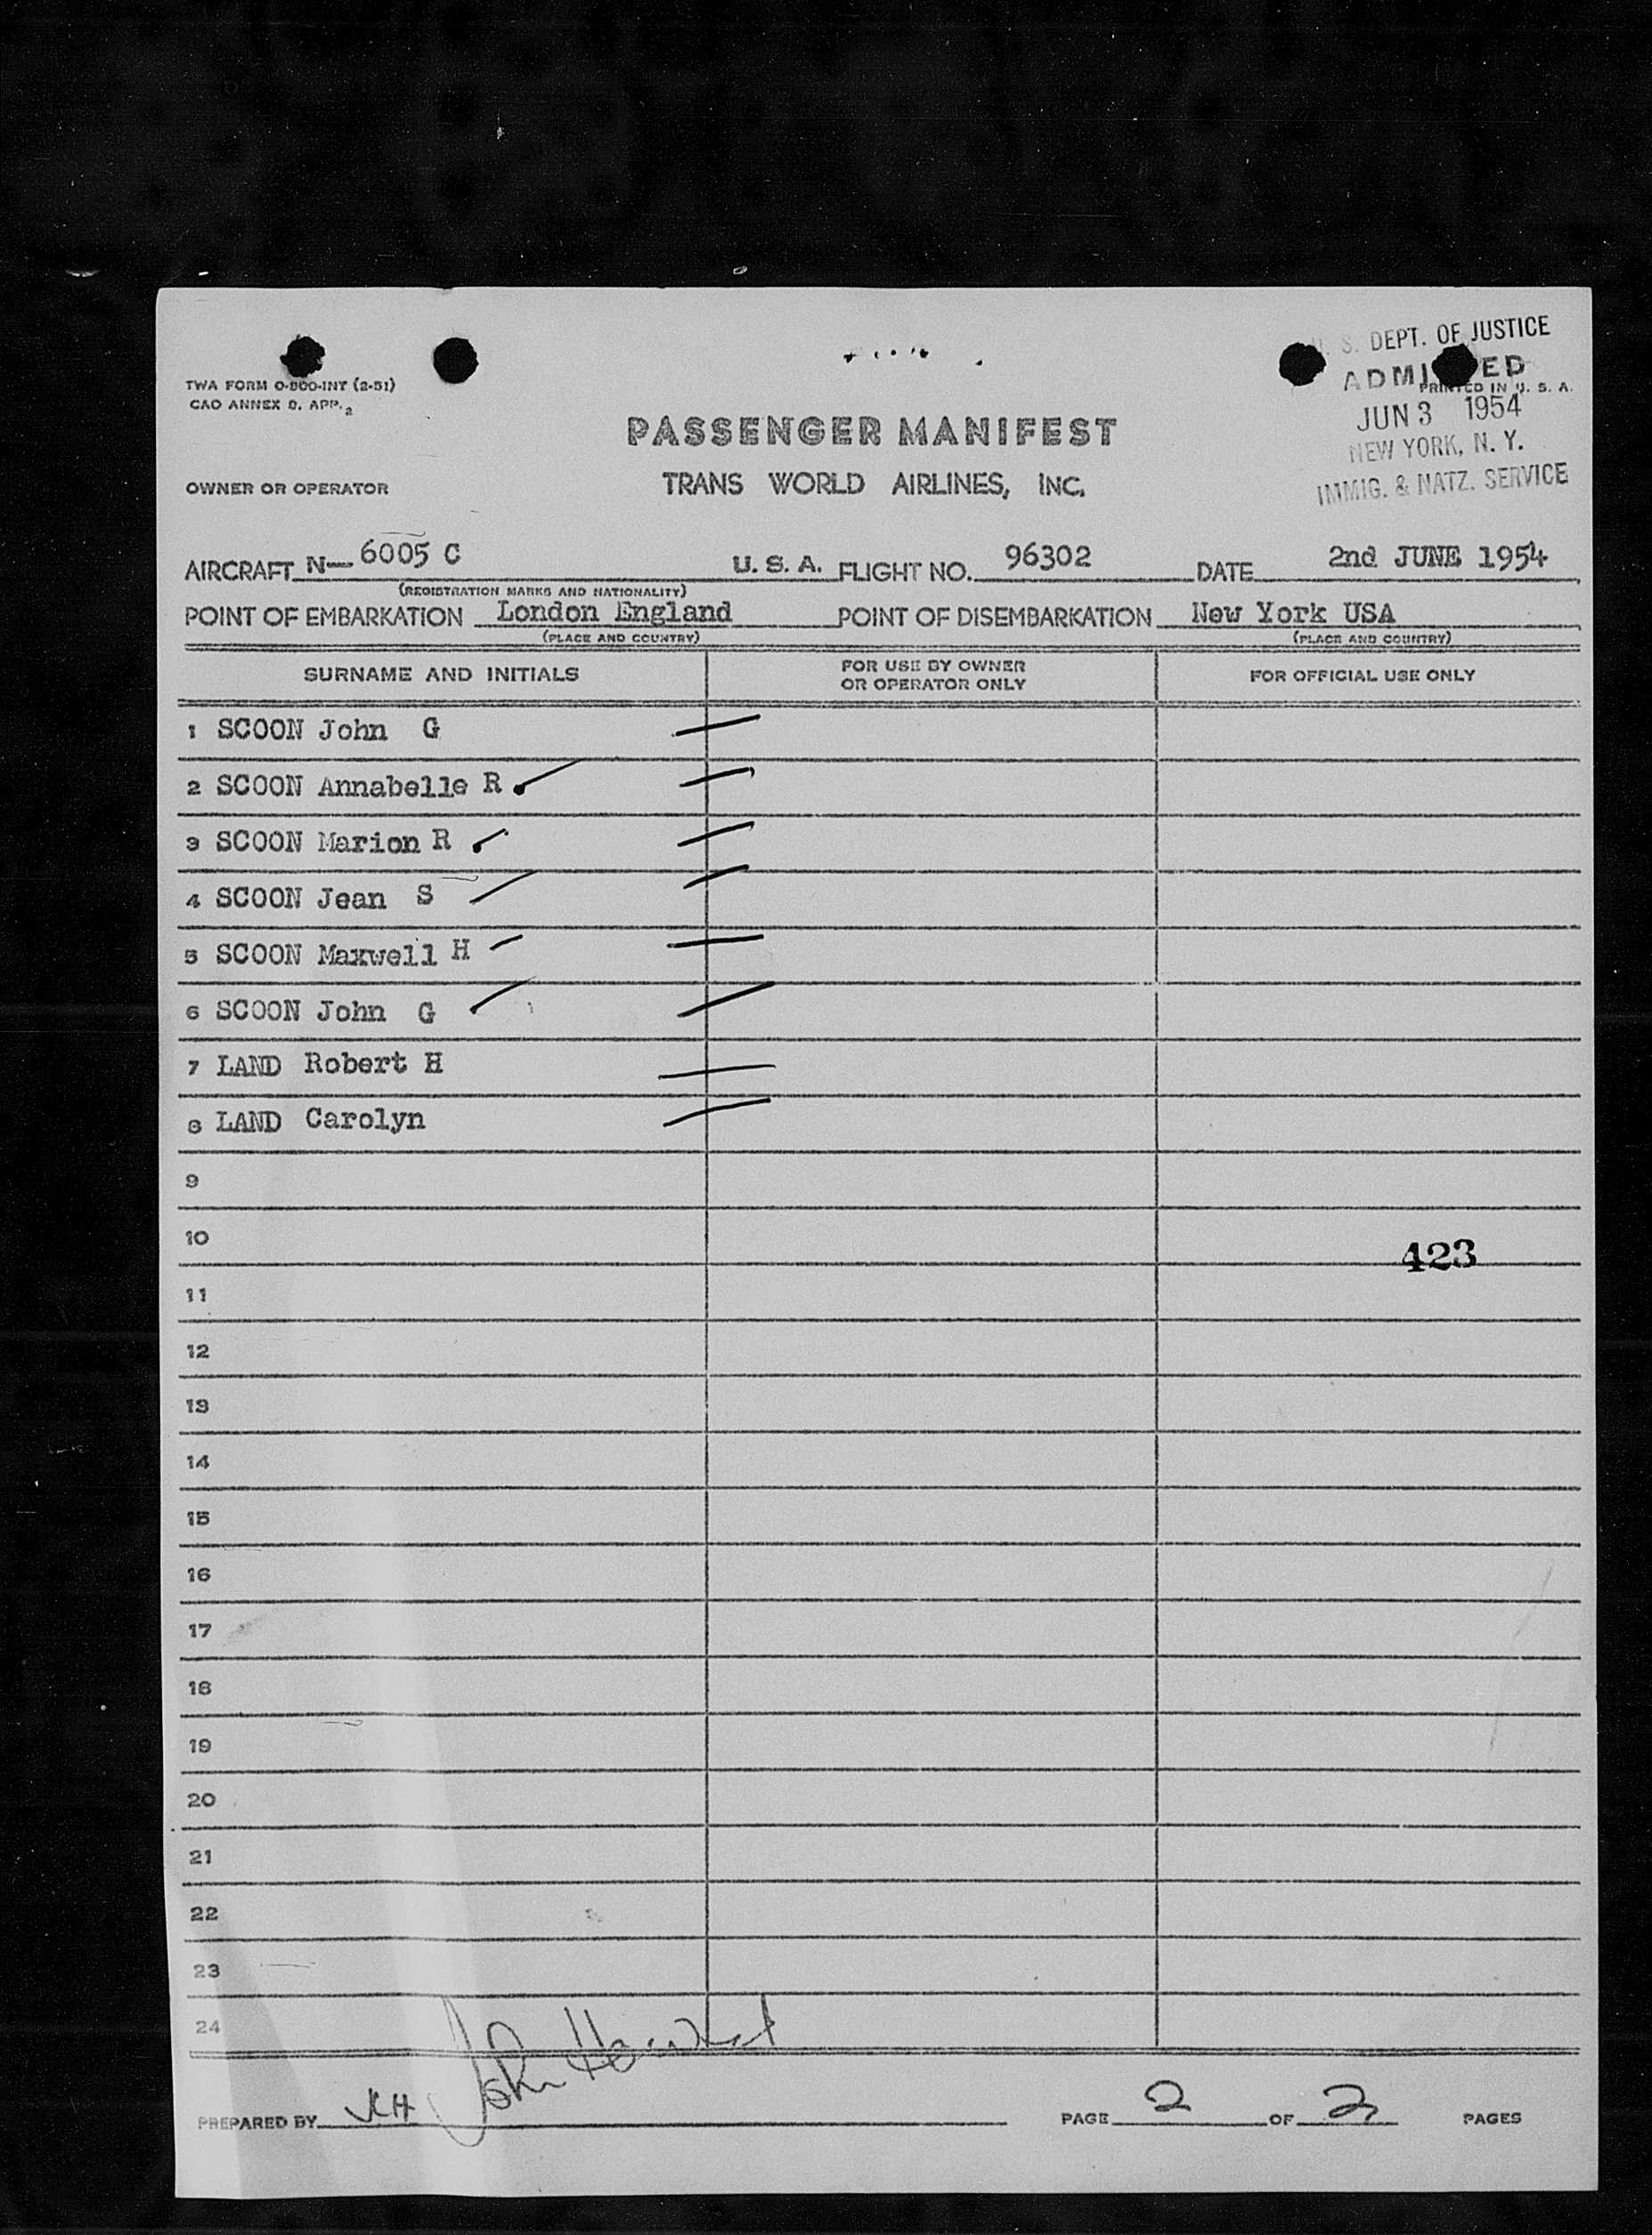 U. S. DEPT. OF JUSTICE
ADMITTED
TWA FORM O-800-INT (2-51)
PRINTED IN U. S. A.
CAO ANNEX D. APP. 2
JUN 3 1954
PASSENGER MANIFEST
NEW YORK, N. Y.
OWNER OR OPERATOR TRANS WORLD AIRLINES, INC.
IMMIG. & NATZ. SERVICE
AIRCRAFT N— 6005 C U. S. A. FLIGHT NO. 96302 DATE 2nd JUNE 1954
(REGISTRATION MARKS AND NATIONALITY)
POINT OF EMBARKATION London England POINT OF DISEMBARKATION New York USA
(PLACE AND COUNTRY) (PLACE AND COUNTRY)
SURNAME AND INITIALS FOR USE BY OWNER OR OPERATOR ONLY FOR OFFICIAL USE ONLY
1 SCOON John G
2 SCOON Annabelle R
3 SCOON Marion R
4 SCOON Jean S
5 SCOON Maxwell H
6 SCOON John G
7 LAND Robert H
8 LAND Carolyn
9
10
423
11
12
13
14
15
16
17
18
19
20
21
22
23
24
PREPARED BY John PAGE 2 OF 2 PAGES